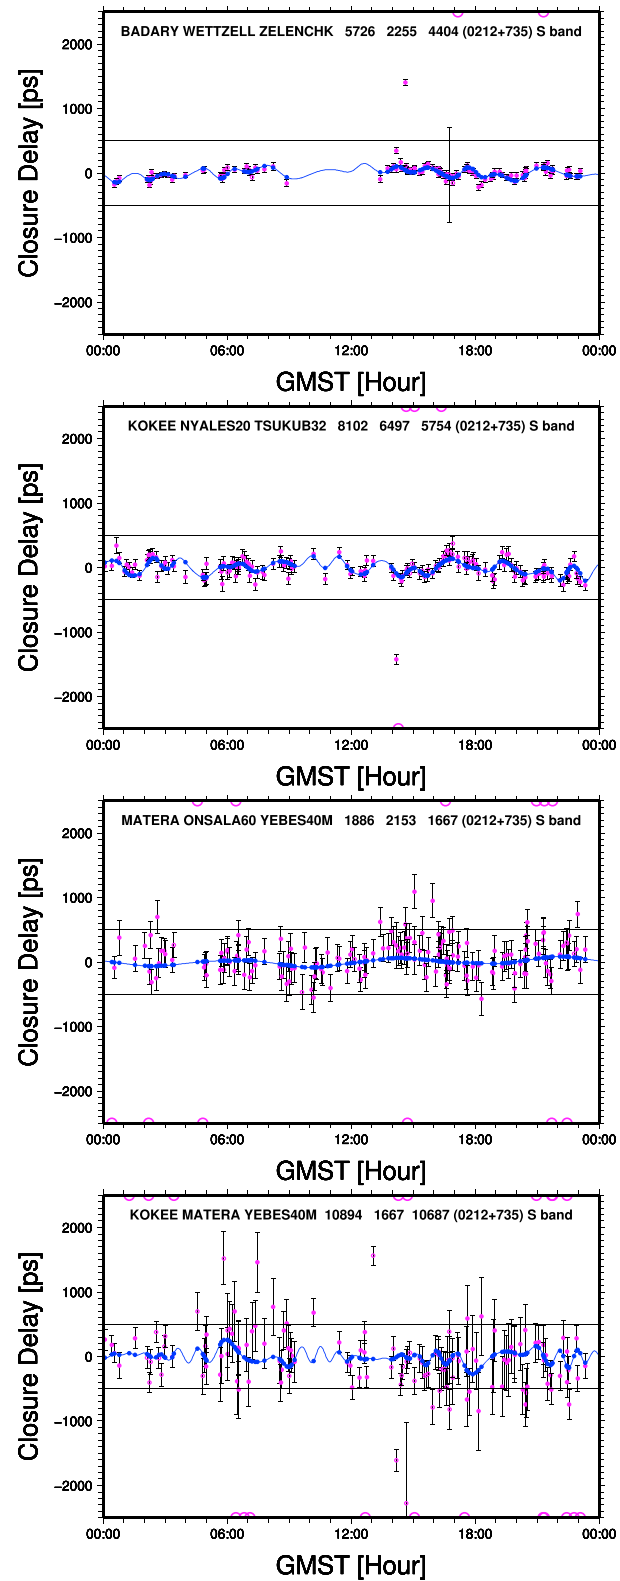 BADARY WETTZELL ZELENCHK 5726 2255 4404 (0212+735) S band
Closure Delay [ps]
2000
1000
0
−1000
−2000
00:00 06:00 12:00 18:00 00:00
GMST [Hour]
KOKEE NYALES20 TSUKUB32 8102 6497 5754 (0212+735) S band
Closure Delay [ps]
2000
1000
0
−1000
−2000
00:00 06:00 12:00 18:00 00:00
GMST [Hour]
MATERA ONSALA60 YEBES40M 1886 2153 1667 (0212+735) S band
Closure Delay [ps]
2000
1000
0
−1000
−2000
00:00 06:00 12:00 18:00 00:00
GMST [Hour]
KOKEE MATERA YEBES40M 10894 1667 10687 (0212+735) S band
Closure Delay [ps]
2000
1000
0
−1000
−2000
00:00 06:00 12:00 18:00 00:00
GMST [Hour]